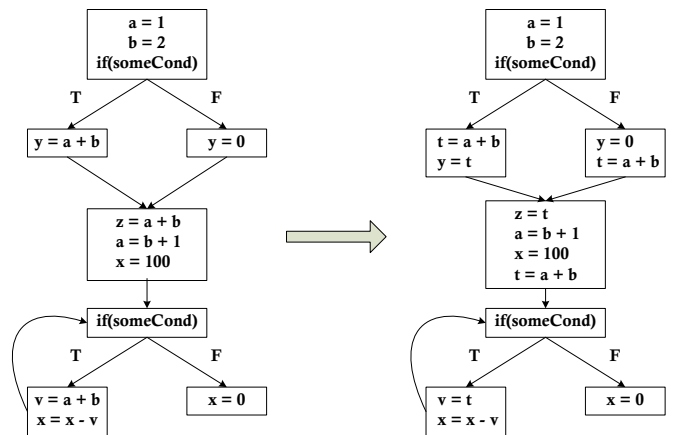 a = 1
b = 2
if(someCond)
T
F
y = a + b
y = 0
z = a + b
a = b + 1
x = 100
if(someCond)
T
F
v = a + b
x = x - v
x = 0
a = 1
b = 2
if(someCond)
T
F
t = a + b
y = t
y = 0
t = a + b
z = t
a = b + 1
x = 100
t = a + b
if(someCond)
T
F
v = t
x = x - v
x = 0